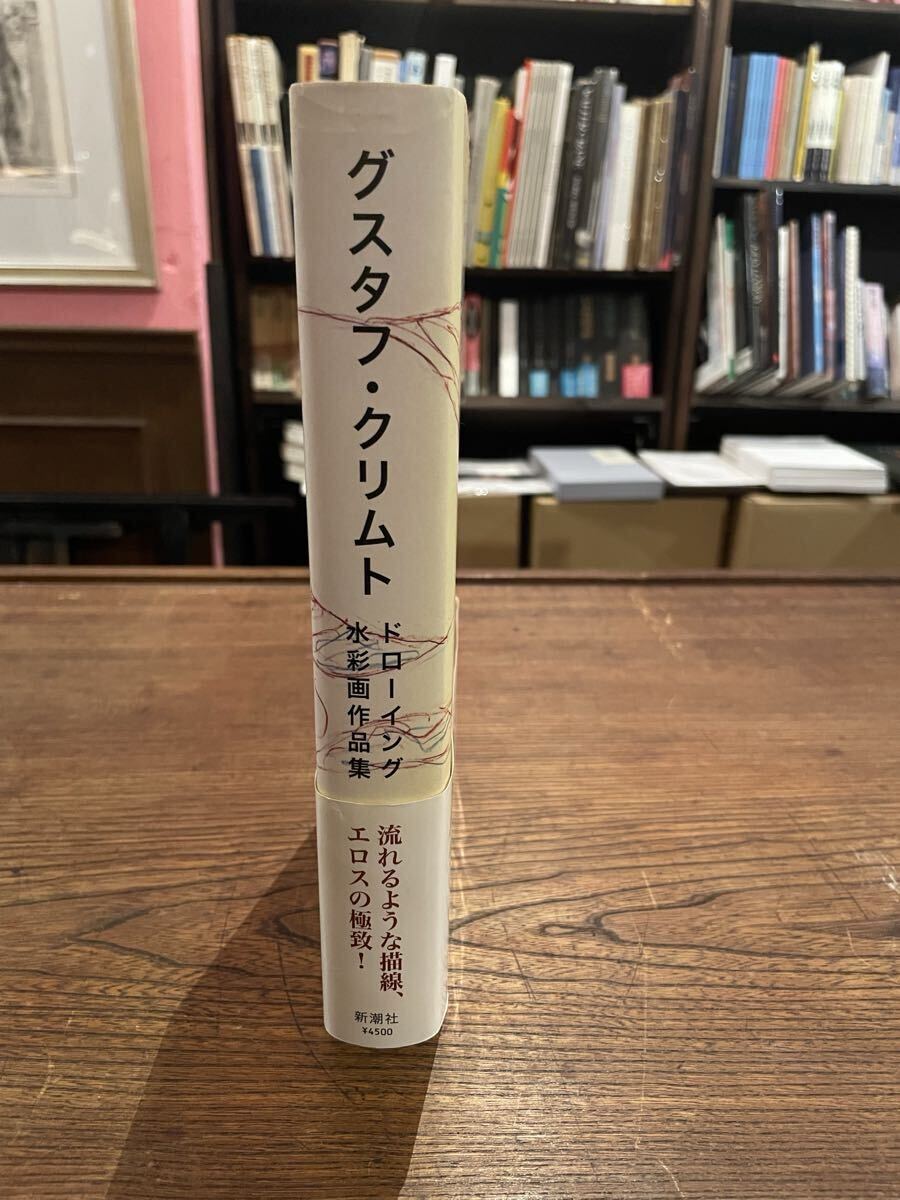 グスタフ・クリムト
ドローイング
水彩画作品集
流れるような描線、
エロスの極致！
新潮社
¥4500